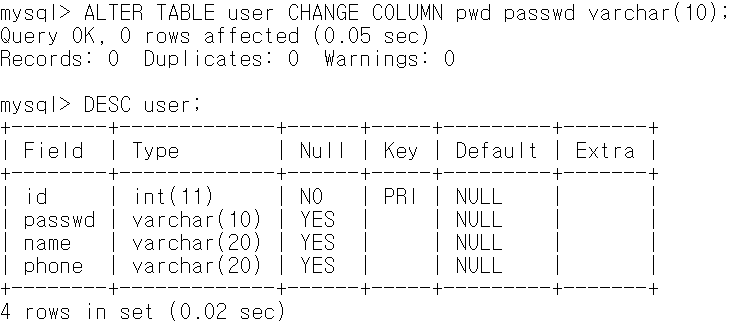 mysql> ALTER TABLE user CHANGE COLUMN pwd passwd varchar(10);
Query OK, 0 rows affected (0.05 sec)
Records: 0  Duplicates: 0  Warnings: 0

mysql> DESC user;
+--------+-------------+------+-----+---------+-------+
| Field  | Type        | Null | Key | Default | Extra |
+--------+-------------+------+-----+---------+-------+
| id     | int(11)     | NO   | PRI | NULL    |       |
| passwd | varchar(10) | YES  |     | NULL    |       |
| name   | varchar(20) | YES  |     | NULL    |       |
| phone  | varchar(20) | YES  |     | NULL    |       |
+--------+-------------+------+-----+---------+-------+
4 rows in set (0.02 sec)